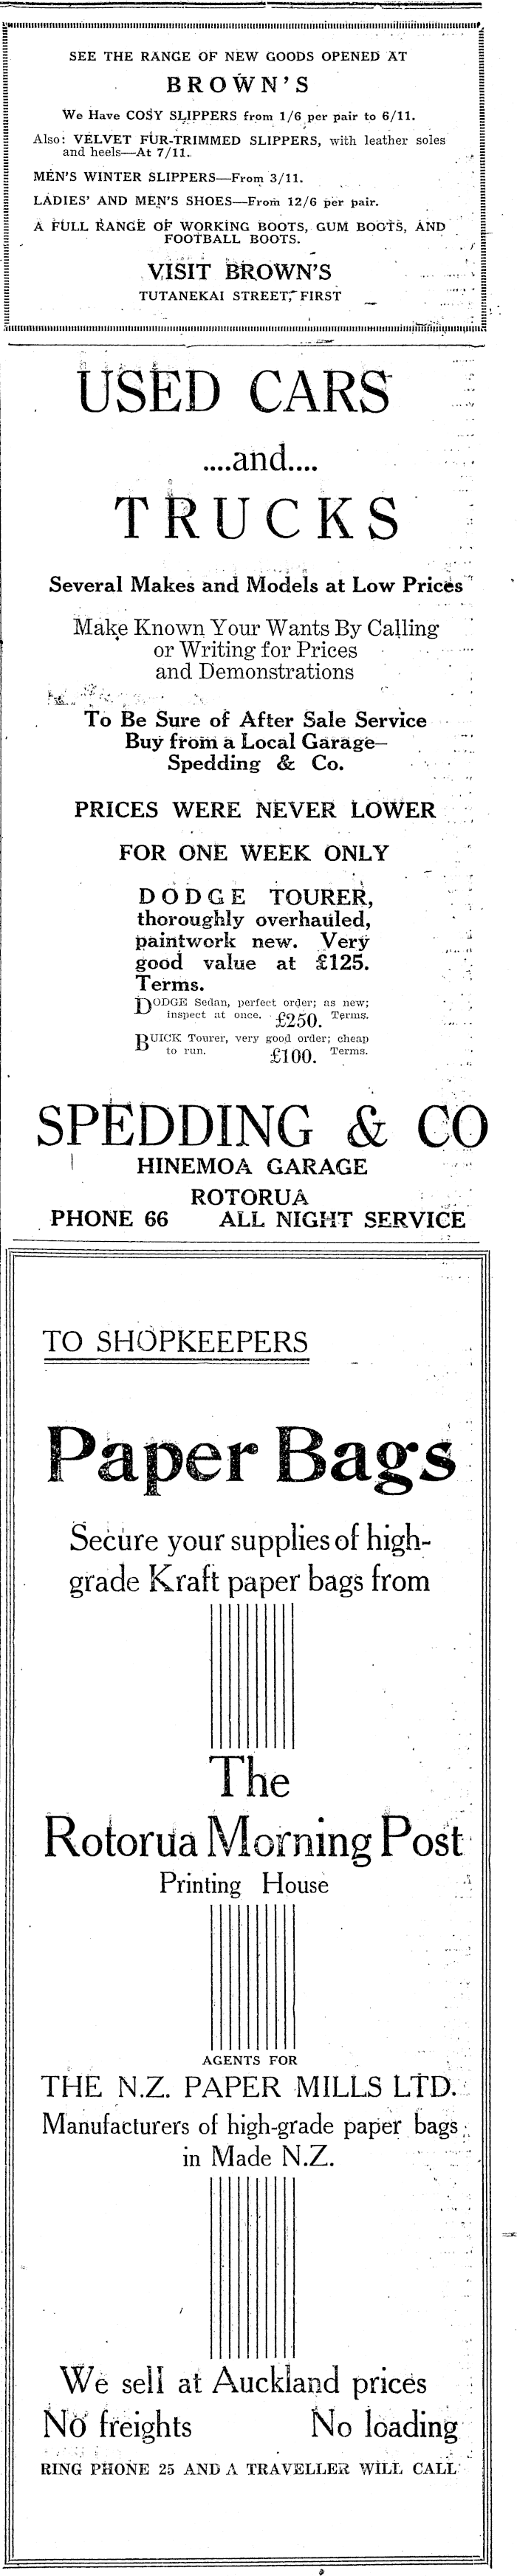 SEE THE RANGE OF NEW GOODS OPENED AT
BROWN'S
We Have COSY SLIPPERS from 1/6 per pair to 6/11.
Also: VELVET FUR-TRIMMED SLIPPERS, with leather soles
and heels—At 7/11.
MEN'S WINTER SLIPPERS—From 3/11.
LADIES' AND MEN'S SHOES—From 12/6 per pair.
A FULL RANGE OF WORKING BOOTS, GUM BOOTS, AND
FOOTBALL BOOTS.
VISIT BROWN'S
TUTANEKAI STREET, FIRST
USED CARS
....and....
TRUCKS
Several Makes and Models at Low Prices
Make Known Your Wants By Calling
or Writing for Prices
and Demonstrations
To Be Sure of After Sale Service
Buy from a Local Garage—
Spedding & Co.
PRICES WERE NEVER LOWER
FOR ONE WEEK ONLY
DODGE TOURER,
thoroughly overhauled,
paintwork new. Very
good value at £125.
Terms.
DODGE Sedan, perfect order; as new;
inspect at once. £250. Terms.
BUICK Tourer, very good order; cheap
to run. £100. Terms.
SPEDDING & CO
HINEMOA GARAGE
ROTORUA
PHONE 66 ALL NIGHT SERVICE
TO SHOPKEEPERS
Paper Bags
Secure your supplies of high-
grade Kraft paper bags from
The
Rotorua Morning Post
Printing House
AGENTS FOR
THE N.Z. PAPER MILLS LTD.
Manufacturers of high-grade paper bags
in Made N.Z.
We sell at Auckland prices
No freights No loading
RING PHONE 25 AND A TRAVELLER WILL CALL